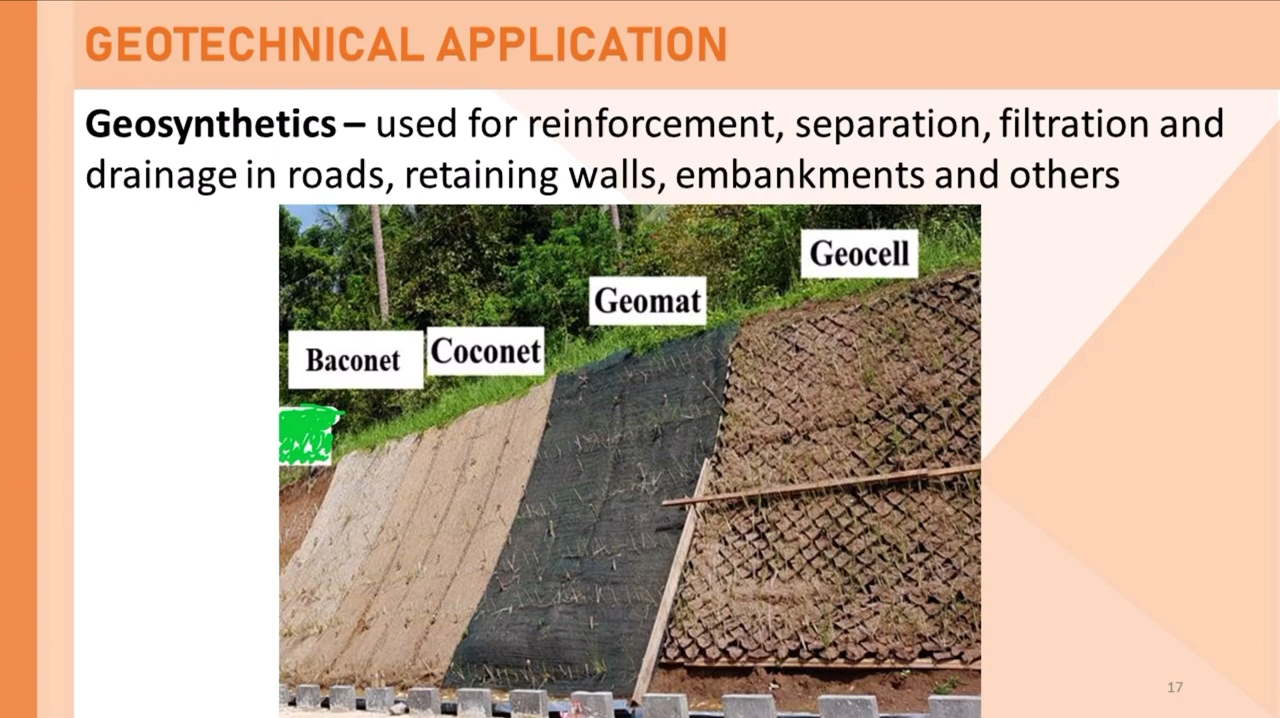 GEOTECHNICAL APPLICATION
Geosynthetics – used for reinforcement, separation, filtration and
drainage in roads, retaining walls, embankments and others
Geocell
Geomat
Coconet
Baconet
17